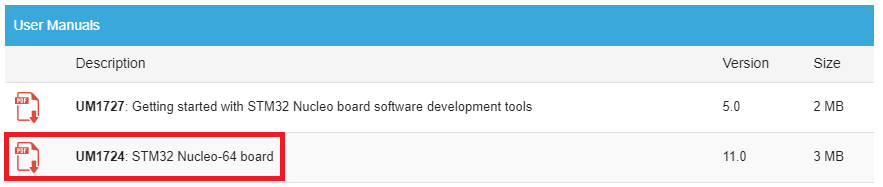 User Manuals
Description Version Size
PDF UM1727: Getting started with STM32 Nucleo board software development tools 5.0 2 MB
PDF UM1724: STM32 Nucleo-64 board 11.0 3 MB